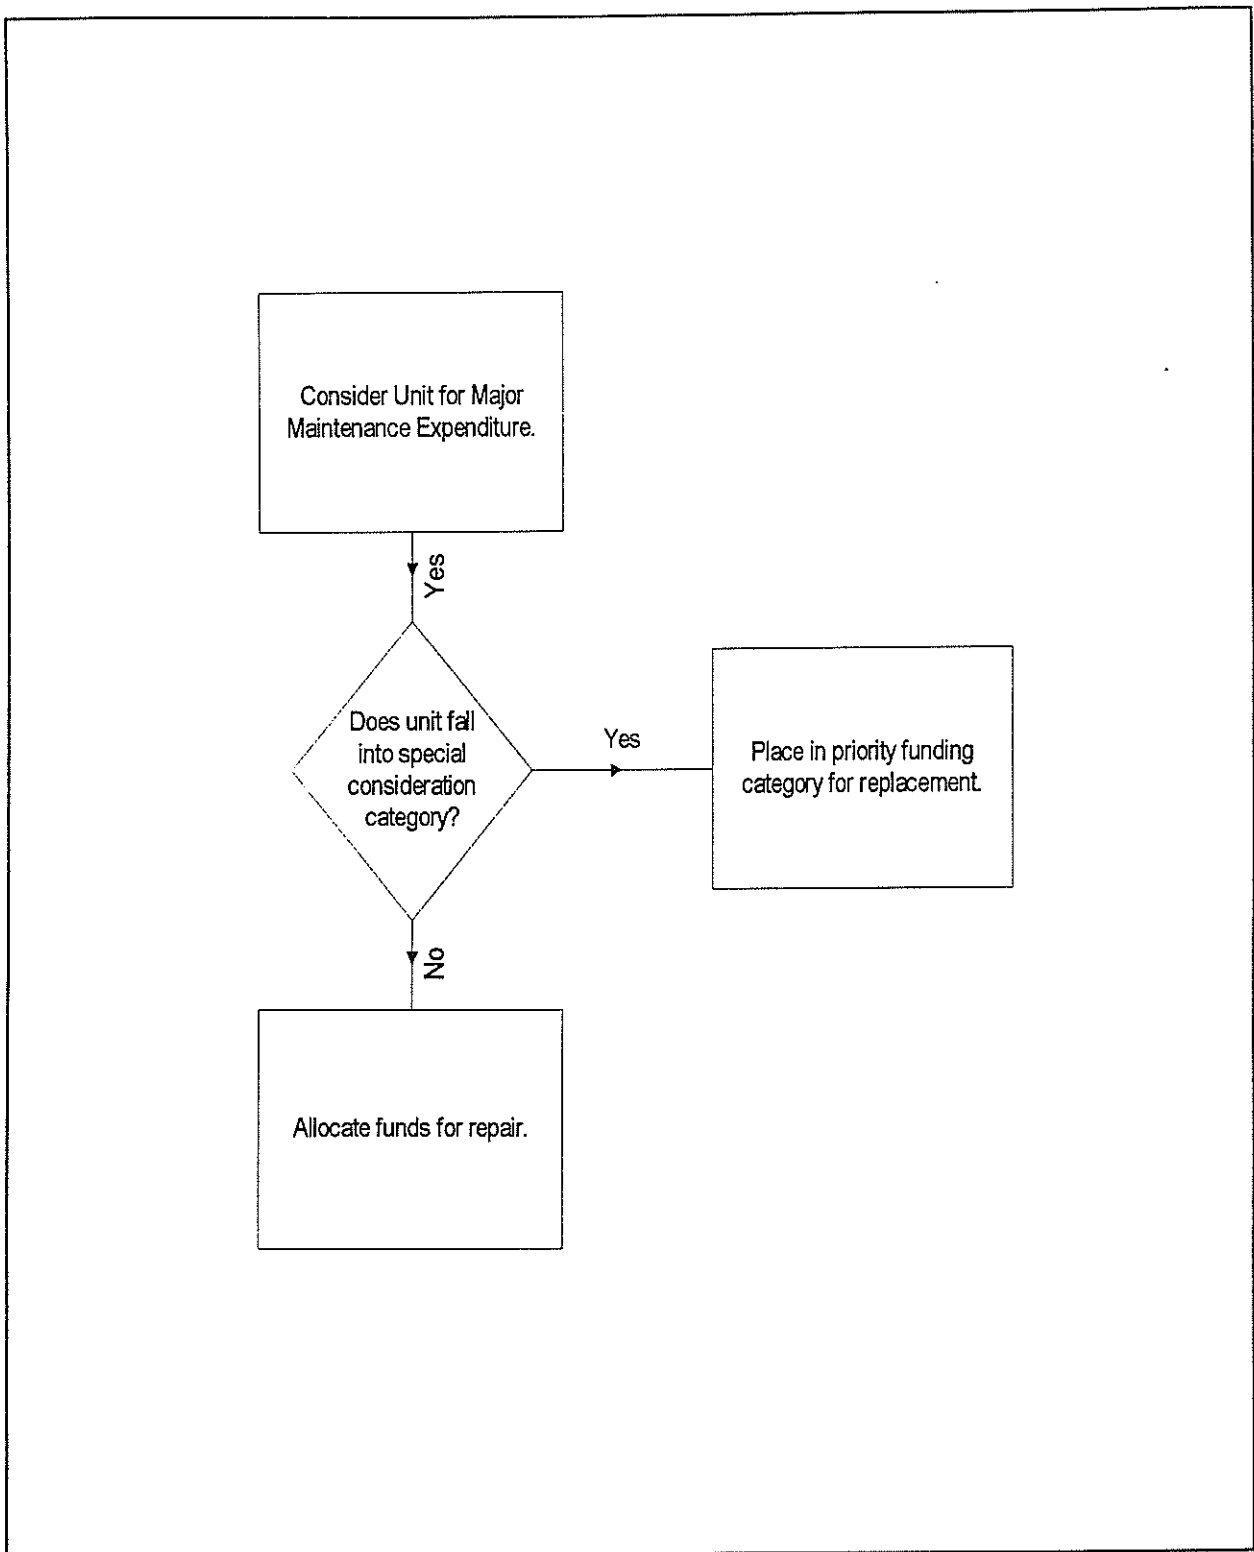 Consider Unit for Major
Maintenance Expenditure.
Yes
Does unit fall
into special
consideration
category?
Yes
Place in priority funding
category for replacement.
No
Allocate funds for repair.